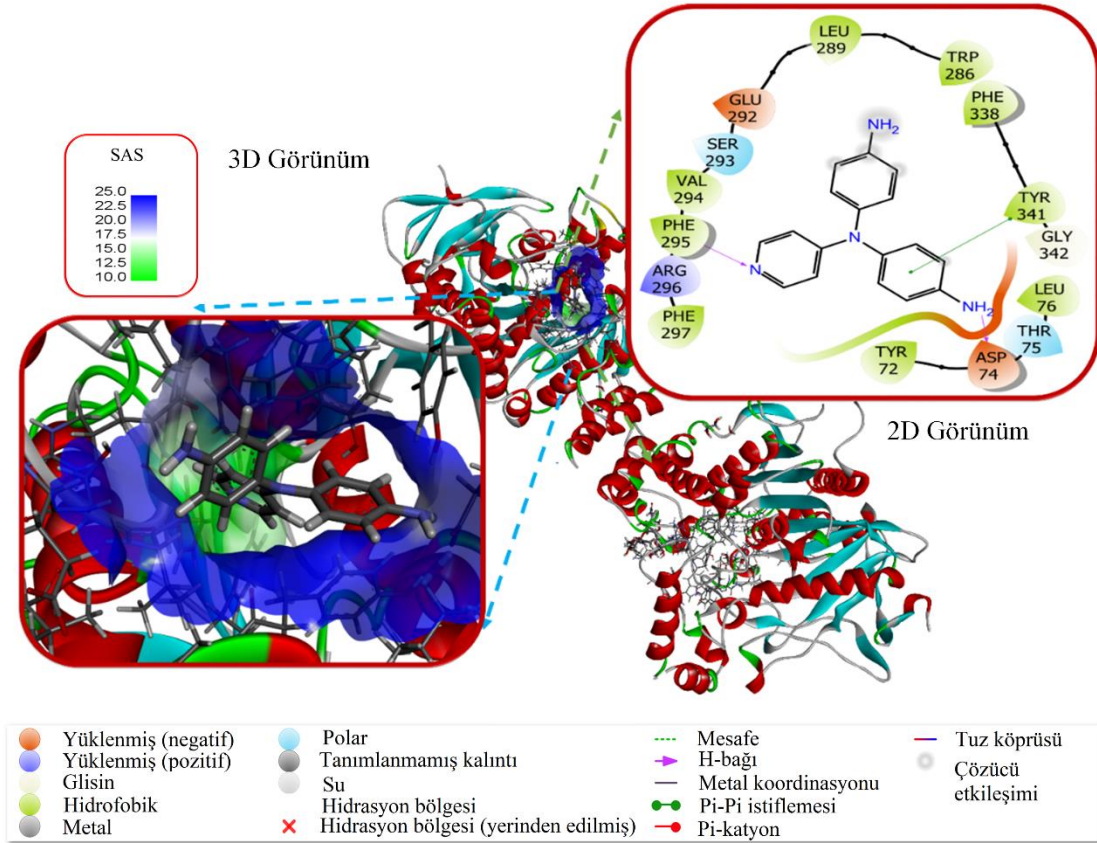 SAS
25.0
22.5
20.0
17.5
15.0
12.5
10.0
3D Görünüm
LEU
289
TRP
286
PHE
338
GLU
292
SER
293
VAL
294
PHE
295
ARG
296
PHE
297
NH2
N
N
NH2
TYR
341
GLY
342
LEU
76
THR
75
ASP
74
TYR
72
2D Görünüm
Yüklenmiş (negatif)
Yüklenmiş (pozitif)
Glisin
Hidrofobik
Metal
Polar
Tanımlanmamış kalıntı
Su
Hidrasyon bölgesi
Hidrasyon bölgesi (yerinden edilmiş)
Mesafe
H-bağı
Metal koordinasyonu
Pi-Pi istiflemesi
Pi-katyon
Tuz köprüsü
Çözücü
etkileşimi